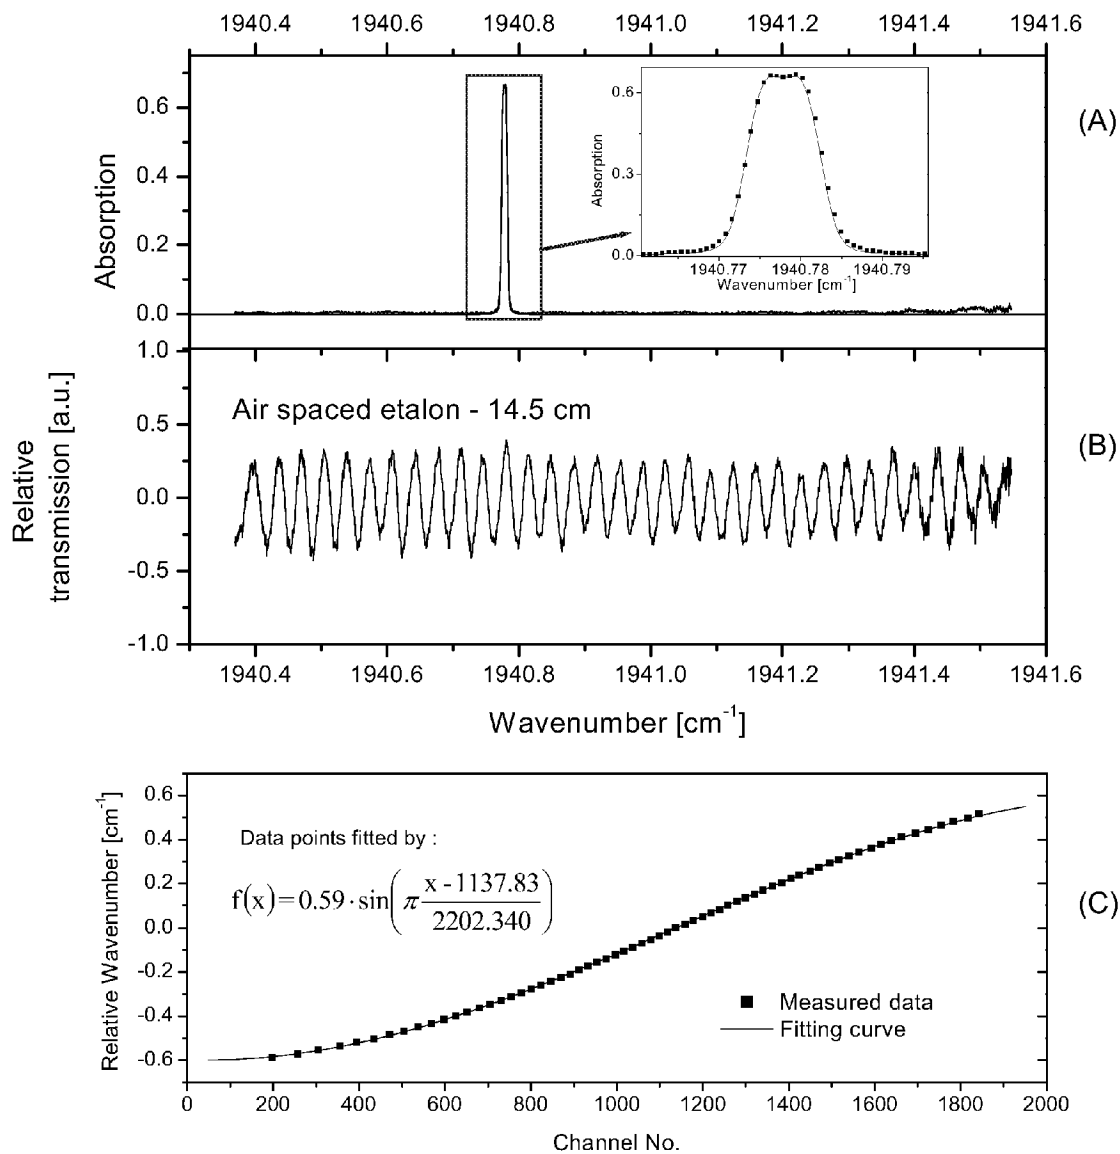 1940.4 1940.6 1940.8 1941.0 1941.2 1941.4 1941.6
(A)
Absorption
0.6
0.4
0.2
0.0
Absorption
0.6
0.3
0.0
1940.77 1940.78 1940.79
Wavenumber [cm-1]
(B)
Relative
transmission [a.u.]
1.0
0.5
0.0
-0.5
-1.0
Air spaced etalon - 14.5 cm
1940.4 1940.6 1940.8 1941.0 1941.2 1941.4 1941.6
Wavenumber [cm-1]
(C)
Relative Wavenumber [cm-1]
0.6
0.4
0.2
0.0
-0.2
-0.4
-0.6
Data points fitted by :
f(x)=0.59·sin(π x-1137.83 / 2202.340)
Measured data
Fitting curve
0 200 400 600 800 1000 1200 1400 1600 1800 2000
Channel No.